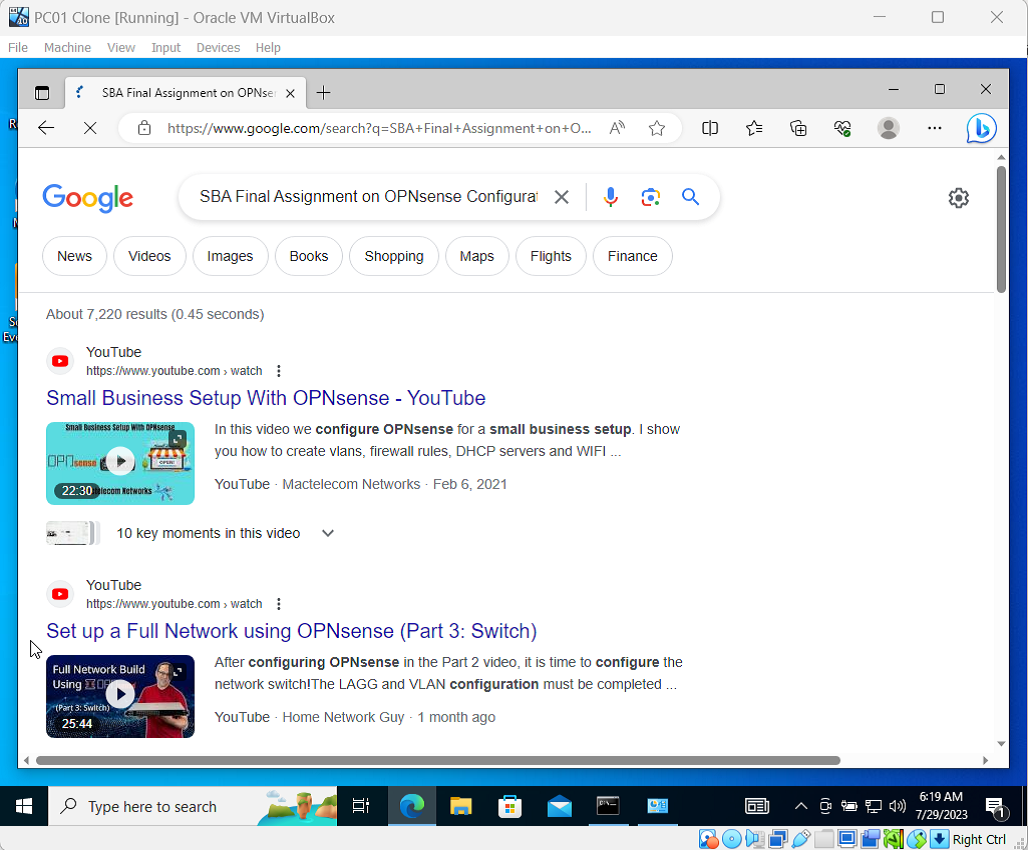 PC01 Clone [Running] - Oracle VM VirtualBox
File Machine View Input Devices Help
SBA Final Assignment on OPNse
https://www.google.com/search?q=SBA+Final+Assignment+on+O...
Google
SBA Final Assignment on OPNsense Configurat
News Videos Images Books Shopping Maps Flights Finance
About 7,220 results (0.45 seconds)
YouTube
https://www.youtube.com › watch
Small Business Setup With OPNsense - YouTube
Small Business Setup With OPNsense
OPNsense
OPEN!
22:30
In this video we configure OPNsense for a small business setup. I show
you how to create vlans, firewall rules, DHCP servers and WIFI ...
YouTube · Mactelecom Networks · Feb 6, 2021
10 key moments in this video
YouTube
https://www.youtube.com › watch
Set up a Full Network using OPNsense (Part 3: Switch)
Full Network Build
Using
(Part 3: Switch)
25:44
After configuring OPNsense in the Part 2 video, it is time to configure the
network switch!The LAGG and VLAN configuration must be completed ...
YouTube · Home Network Guy · 1 month ago
Type here to search
6:19 AM
7/29/2023
1
Right Ctrl